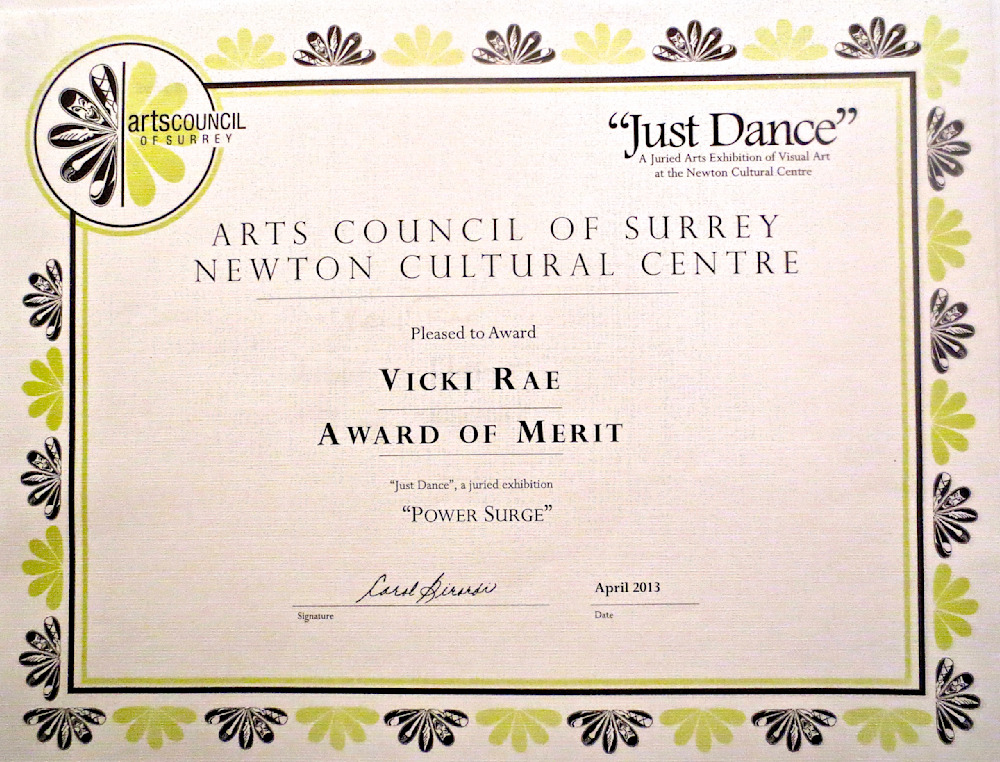 artsCOUNCIL
OF SURREY
“Just Dance”
A Juried Arts Exhibition of Visual Art
at the Newton Cultural Centre
ARTS COUNCIL OF SURREY
NEWTON CULTURAL CENTRE
Pleased to Award
VICKI RAE
AWARD OF MERIT
“Just Dance”, a juried exhibition
“POWER SURGE”
Carol Girardi
April 2013
Signature
Date